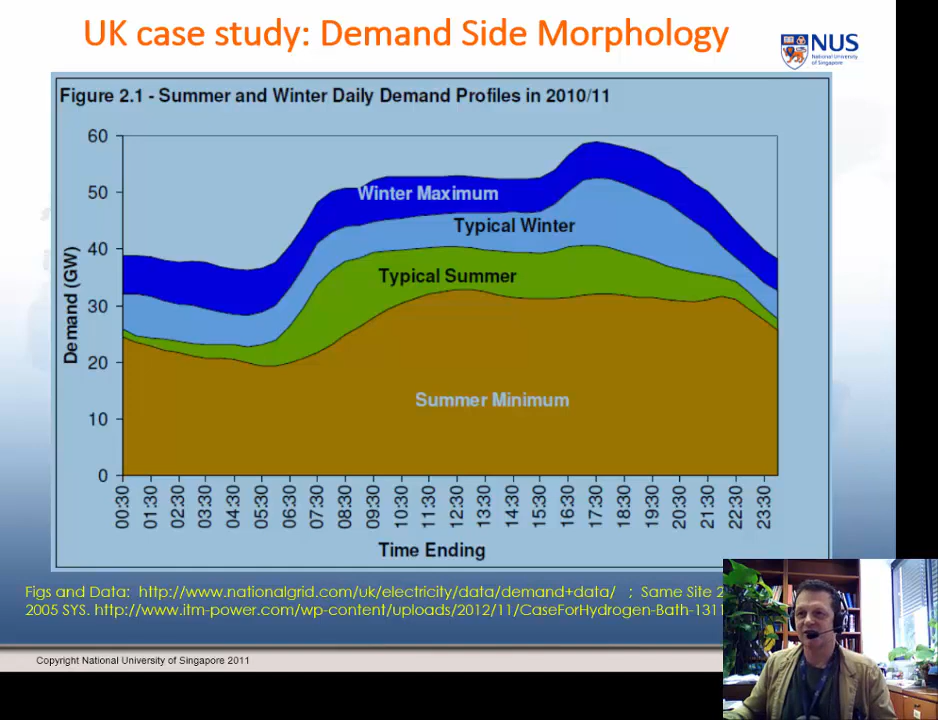 UK case study: Demand Side Morphology
NUS
National University
of Singapore
Figure 2.1 - Summer and Winter Daily Demand Profiles in 2010/11
60
50
40
30
20
10
0
Demand (GW)
Winter Maximum
Typical Winter
Typical Summer
Summer Minimum
00:30
01:30
02:30
03:30
04:30
05:30
06:30
07:30
08:30
09:30
10:30
11:30
12:30
13:30
14:30
15:30
16:30
17:30
18:30
19:30
20:30
21:30
22:30
23:30
Time Ending
Figs and Data: http://www.nationalgrid.com/uk/electricity/data/demand+data/ ; Same Site 2
2005 SYS. http://www.itm-power.com/wp-content/uploads/2012/11/CaseForHydrogen-Bath-1311
Copyright National University of Singapore 2011